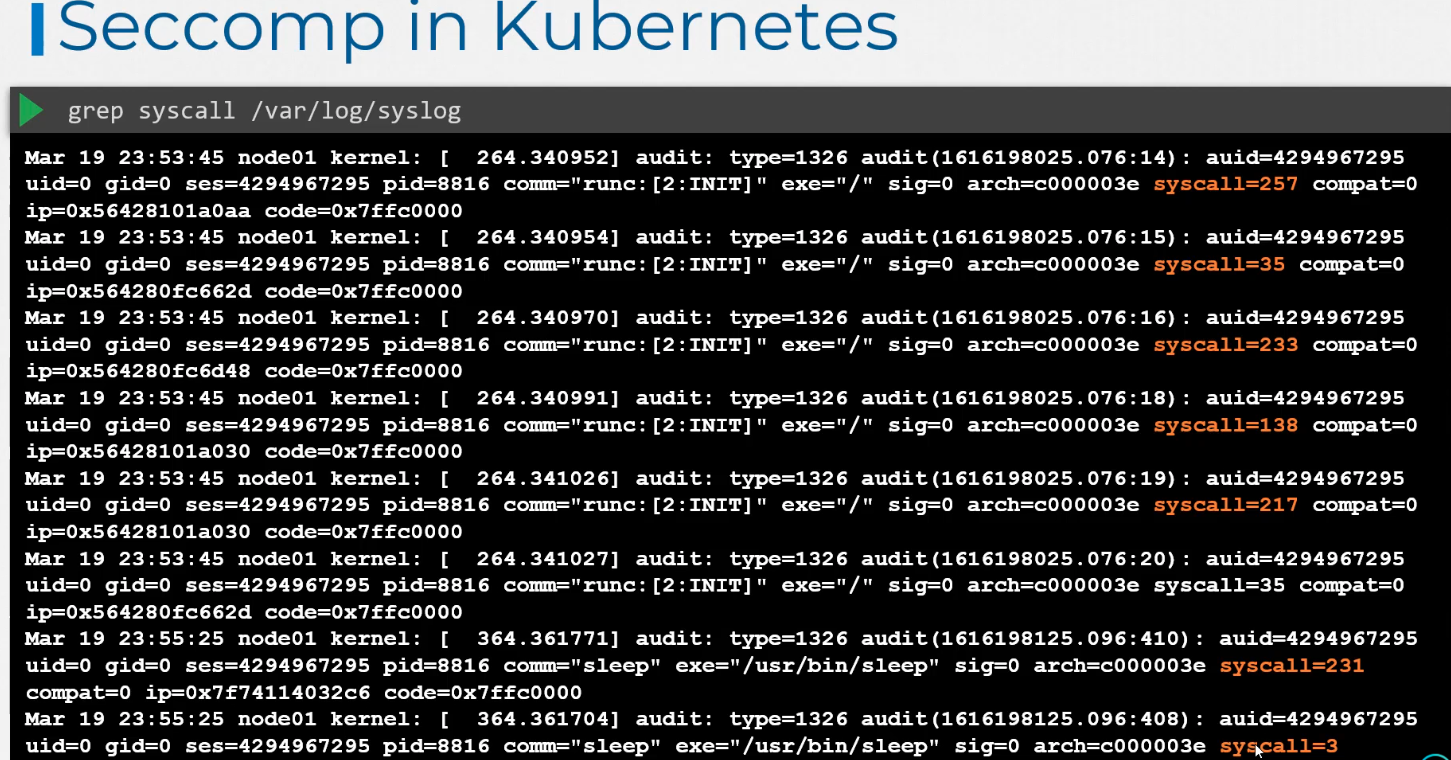 Seccomp in Kubernetes
grep syscall /var/log/syslog
Mar 19 23:53:45 node01 kernel: [  264.340952] audit: type=1326 audit(1616198025.076:14): auid=4294967295
uid=0 gid=0 ses=4294967295 pid=8816 comm="runc:[2:INIT]" exe="/" sig=0 arch=c000003e syscall=257 compat=0
ip=0x56428101a0aa code=0x7ffc0000
Mar 19 23:53:45 node01 kernel: [  264.340954] audit: type=1326 audit(1616198025.076:15): auid=4294967295
uid=0 gid=0 ses=4294967295 pid=8816 comm="runc:[2:INIT]" exe="/" sig=0 arch=c000003e syscall=35 compat=0
ip=0x564280fc662d code=0x7ffc0000
Mar 19 23:53:45 node01 kernel: [  264.340970] audit: type=1326 audit(1616198025.076:16): auid=4294967295
uid=0 gid=0 ses=4294967295 pid=8816 comm="runc:[2:INIT]" exe="/" sig=0 arch=c000003e syscall=233 compat=0
ip=0x564280fc6d48 code=0x7ffc0000
Mar 19 23:53:45 node01 kernel: [  264.340991] audit: type=1326 audit(1616198025.076:18): auid=4294967295
uid=0 gid=0 ses=4294967295 pid=8816 comm="runc:[2:INIT]" exe="/" sig=0 arch=c000003e syscall=138 compat=0
ip=0x56428101a030 code=0x7ffc0000
Mar 19 23:53:45 node01 kernel: [  264.341026] audit: type=1326 audit(1616198025.076:19): auid=4294967295
uid=0 gid=0 ses=4294967295 pid=8816 comm="runc:[2:INIT]" exe="/" sig=0 arch=c000003e syscall=217 compat=0
ip=0x56428101a030 code=0x7ffc0000
Mar 19 23:53:45 node01 kernel: [  264.341027] audit: type=1326 audit(1616198025.076:20): auid=4294967295
uid=0 gid=0 ses=4294967295 pid=8816 comm="runc:[2:INIT]" exe="/" sig=0 arch=c000003e syscall=35 compat=0
ip=0x564280fc662d code=0x7ffc0000
Mar 19 23:55:25 node01 kernel: [  364.361771] audit: type=1326 audit(1616198125.096:410): auid=4294967295
uid=0 gid=0 ses=4294967295 pid=8816 comm="sleep" exe="/usr/bin/sleep" sig=0 arch=c000003e syscall=231
compat=0 ip=0x7f74114032c6 code=0x7ffc0000
Mar 19 23:55:25 node01 kernel: [  364.361704] audit: type=1326 audit(1616198125.096:408): auid=4294967295
uid=0 gid=0 ses=4294967295 pid=8816 comm="sleep" exe="/usr/bin/sleep" sig=0 arch=c000003e syscall=3